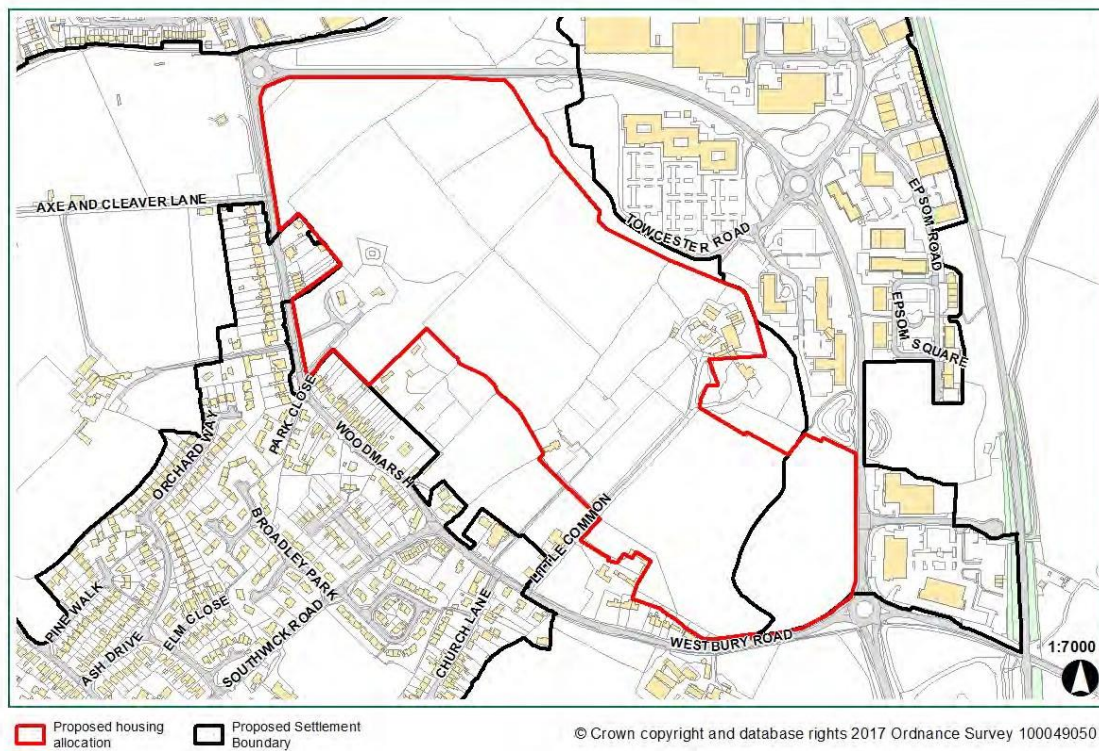 AXE AND CLEAVER LANE
TOWCESTER ROAD
EPSOM ROAD
EPSOM
SQUARE
ORCHARD WAY
PARK CLOSE
WOODMARSH
BROADLEY PARK
LITTLE COMMON
PINE WALK
ASH DRIVE
ELM CLOSE
SOUTHWICK ROAD
CHURCH LANE
WESTBURY ROAD
1:7000
Proposed housing
allocation
Proposed Settlement
Boundary
© Crown copyright and database rights 2017 Ordnance Survey 100049050